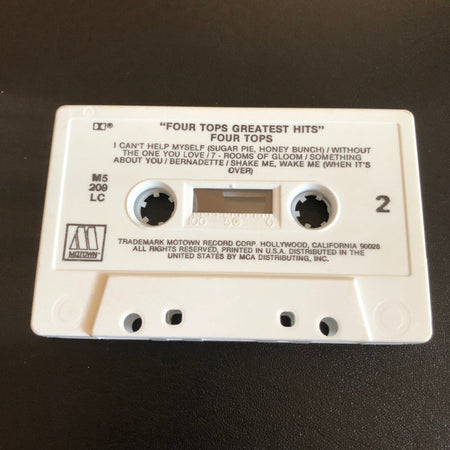 "FOUR TOPS GREATEST HITS"
FOUR TOPS
I CAN'T HELP MYSELF (SUGAR PIE, HONEY BUNCH) / WITHOUT
THE ONE YOU LOVE / 7 - ROOMS OF GLOOM / SOMETHING
ABOUT YOU / BERNADETTE / SHAKE ME, WAKE ME (WHEN IT'S
OVER)
M5
209
LC
2
MOTOWN
TRADEMARK MOTOWN RECORD CORP. HOLLYWOOD, CALIFORNIA 90028
ALL RIGHTS RESERVED, PRINTED IN U.S.A. DISTRIBUTED IN THE
UNITED STATES BY MCA DISTRIBUTING, INC.